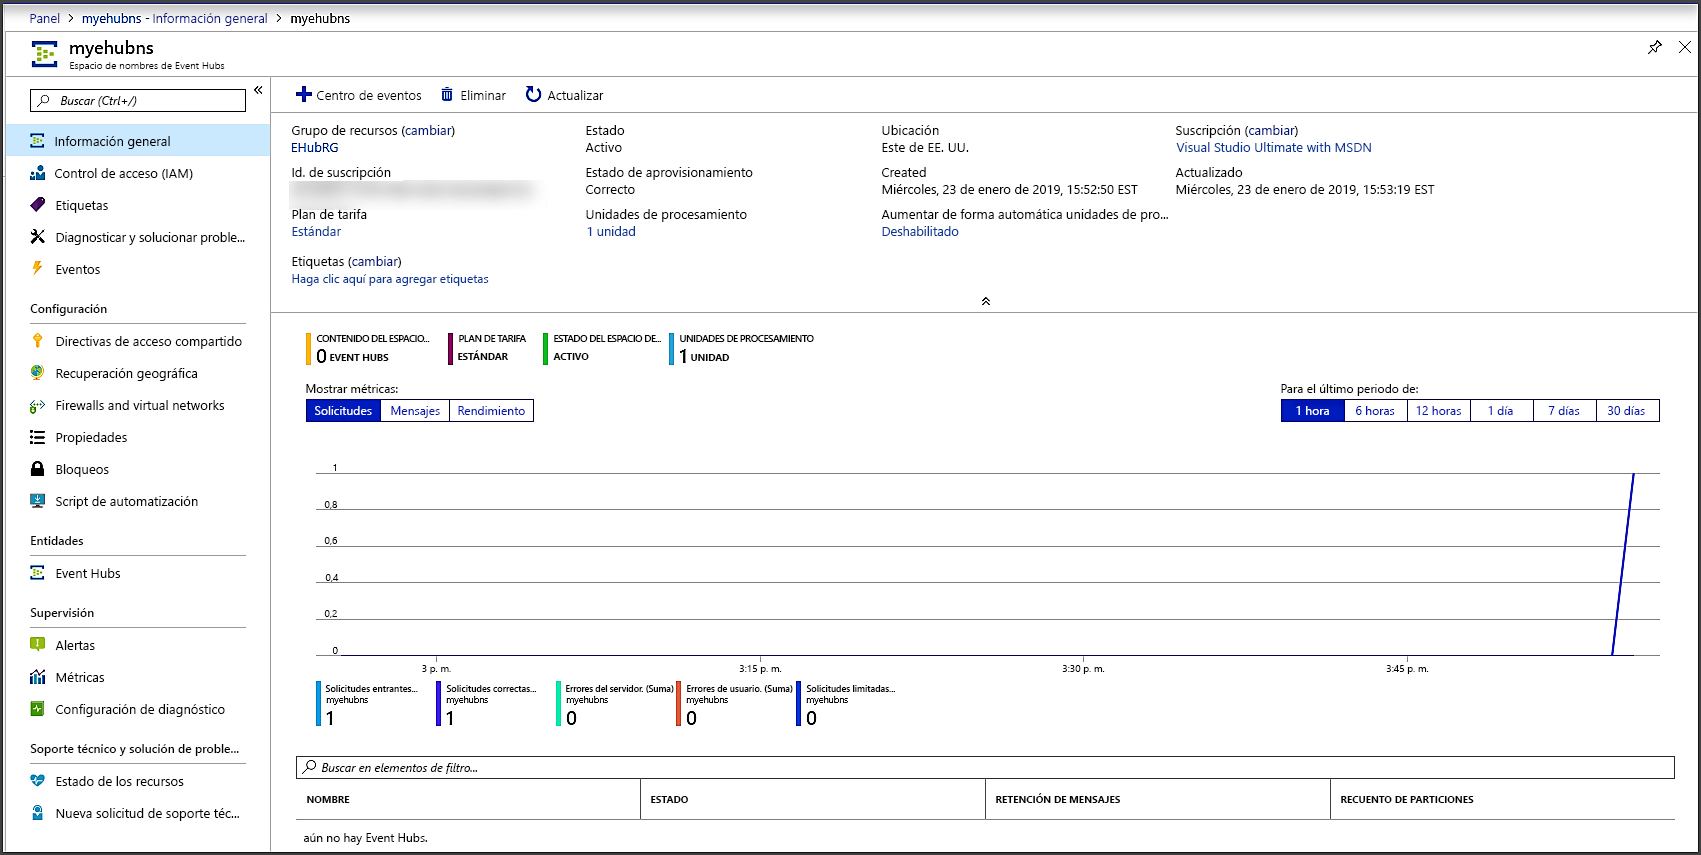 Panel > myehubns - Información general > myehubns
myehubns
Espacio de nombres de Event Hubs
Buscar (Ctrl+/)
Información general
Control de acceso (IAM)
Etiquetas
Diagnosticar y solucionar proble...
Eventos
Configuración
Directivas de acceso compartido
Recuperación geográfica
Firewalls and virtual networks
Propiedades
Bloqueos
Script de automatización
Entidades
Event Hubs
Supervisión
Alertas
Métricas
Configuración de diagnóstico
Soporte técnico y solución de proble...
Estado de los recursos
Nueva solicitud de soporte téc...
Centro de eventos Eliminar Actualizar
Grupo de recursos (cambiar)
EHubRG
Estado
Activo
Ubicación
Este de EE. UU.
Suscripción (cambiar)
Visual Studio Ultimate with MSDN
Id. de suscripción
Estado de aprovisionamiento
Correcto
Created
Miércoles, 23 de enero de 2019, 15:52:50 EST
Actualizado
Miércoles, 23 de enero de 2019, 15:53:19 EST
Plan de tarifa
Estándar
Unidades de procesamiento
1 unidad
Aumentar de forma automática unidades de pro...
Deshabilitado
Etiquetas (cambiar)
Haga clic aquí para agregar etiquetas
CONTENIDO DEL ESPACIO...
0 EVENT HUBS
PLAN DE TARIFA
ESTÁNDAR
ESTADO DEL ESPACIO DE...
ACTIVO
UNIDADES DE PROCESAMIENTO
1 UNIDAD
Mostrar métricas:
Solicitudes Mensajes Rendimiento
Para el último periodo de:
1 hora 6 horas 12 horas 1 día 7 días 30 días
1
0,8
0,6
0,4
0,2
0
3 p. m. 3:15 p. m. 3:30 p. m. 3:45 p. m.
Solicitudes entrantes...
myehubns
1
Solicitudes correctas...
myehubns
1
Errores del servidor. (Suma)
myehubns
0
Errores de usuario. (Suma)
myehubns
0
Solicitudes limitadas...
myehubns
0
Buscar en elementos de filtro...
NOMBRE ESTADO RETENCIÓN DE MENSAJES RECUENTO DE PARTICIONES
aún no hay Event Hubs.